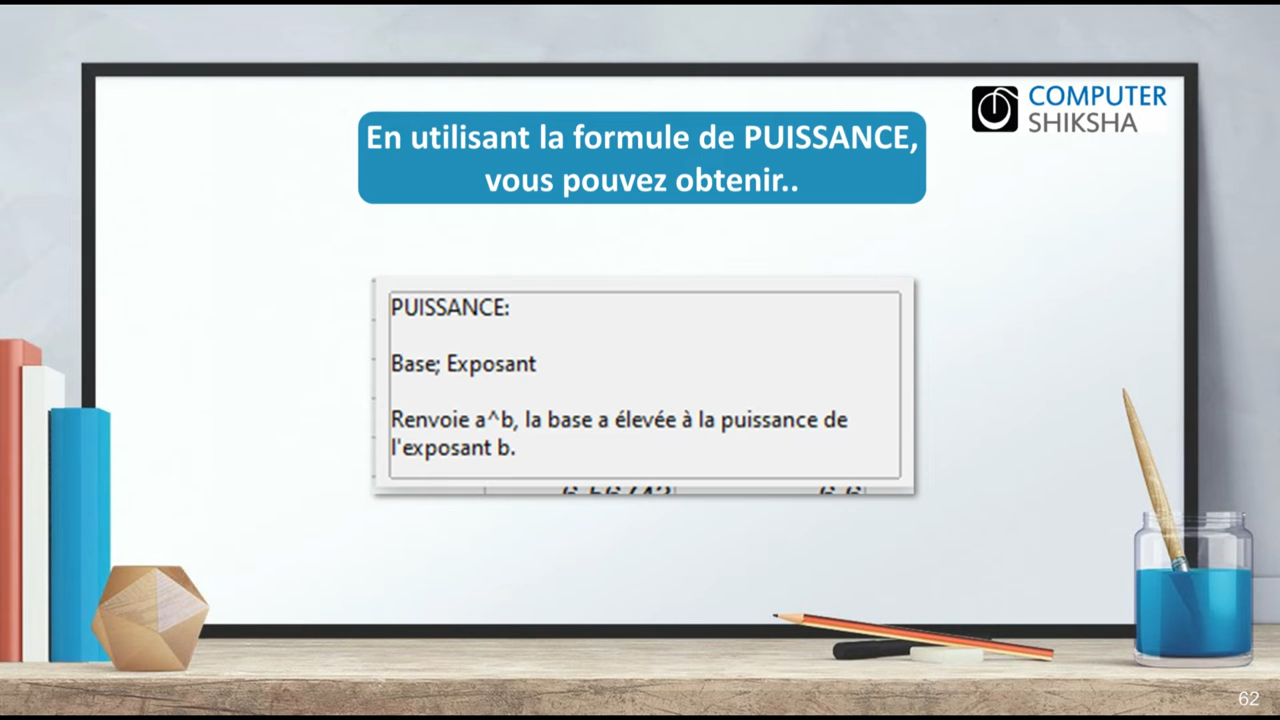 COMPUTER
SHIKSHA
En utilisant la formule de PUISSANCE,
vous pouvez obtenir..
PUISSANCE:
Base; Exposant
Renvoie a^b, la base a élevée à la puissance de
l'exposant b.
62